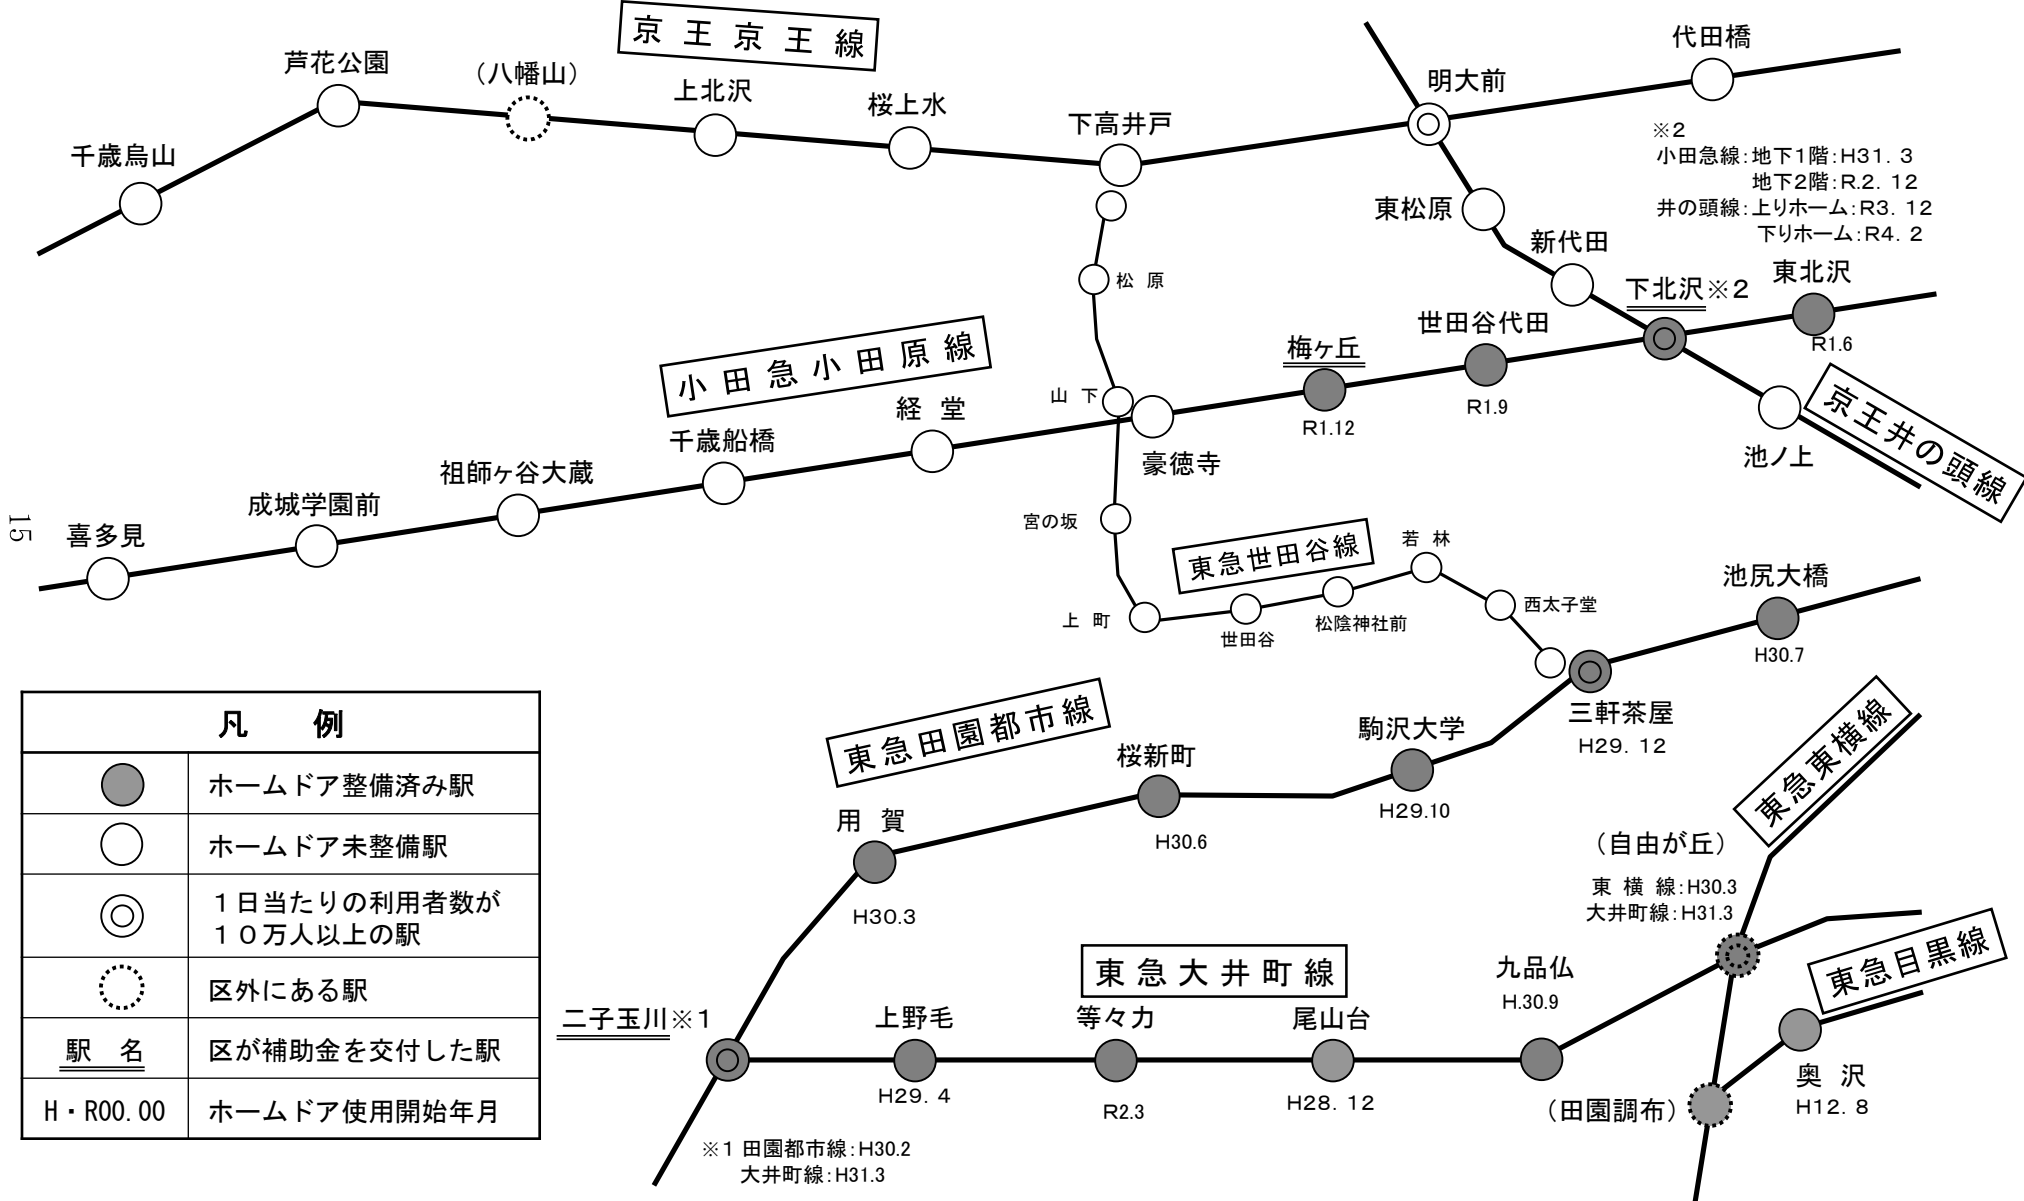 京王京王線
芦花公園
（八幡山）
上北沢
桜上水
下高井戸
明大前
代田橋
千歳烏山
※2
小田急線：地下1階：H31. 3
地下2階：R.2. 12
井の頭線：上りホーム：R3. 12
下りホーム：R4. 2
東松原
新代田
下北沢※2
東北沢
R1.6
松 原
世田谷代田
R1.9
梅ヶ丘
R1.12
小田急小田原線
京王井の頭線
池ノ上
山 下
豪徳寺
経 堂
千歳船橋
祖師ヶ谷大蔵
成城学園前
喜多見
15
宮の坂
東急世田谷線
若 林
上 町
世田谷
松陰神社前
西太子堂
池尻大橋
H30.7
三軒茶屋
H29. 12
東急田園都市線
駒沢大学
H29.10
桜新町
H30.6
用 賀
H30.3
東急東横線
（自由が丘）
東 横 線：H30.3
大井町線：H31.3
東急目黒線
東急大井町線
九品仏
H.30.9
二子玉川※1
上野毛
H29. 4
等々力
R2.3
尾山台
H28. 12
奥 沢
H12. 8
（田園調布）
※1 田園都市線：H30.2
大井町線：H31.3
凡 例
ホームドア整備済み駅
ホームドア未整備駅
１日当たりの利用者数が
１０万人以上の駅
区外にある駅
駅 名 区が補助金を交付した駅
H・R00.00 ホームドア使用開始年月